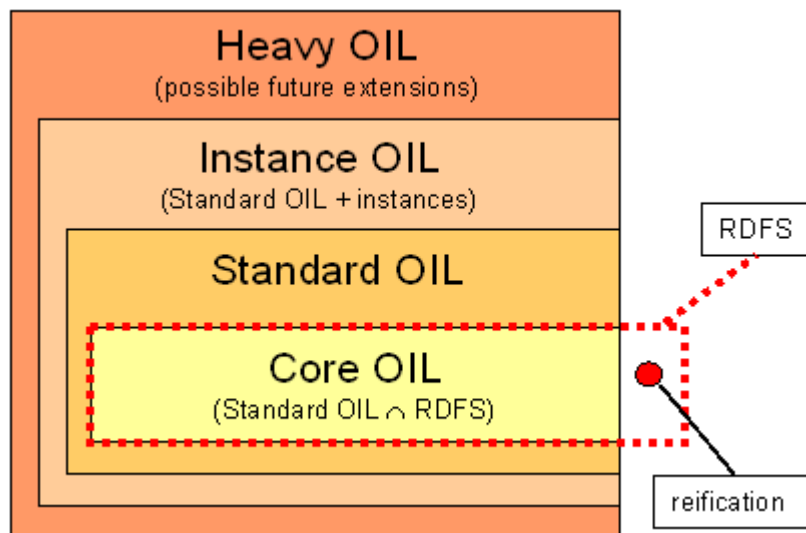 Heavy OIL
(possible future extensions)
Instance OIL
(Standard OIL + instances)
RDFS
Standard OIL
Core OIL
(Standard OIL ∩ RDFS)
reification